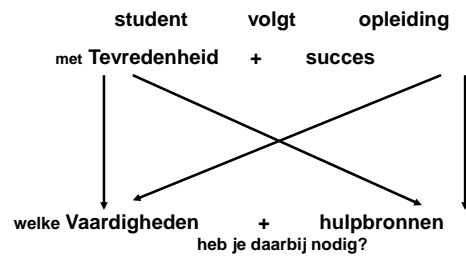 student volgt opleiding
met Tevredenheid + succes
welke Vaardigheden + hulpbronnen
heb je daarbij nodig?